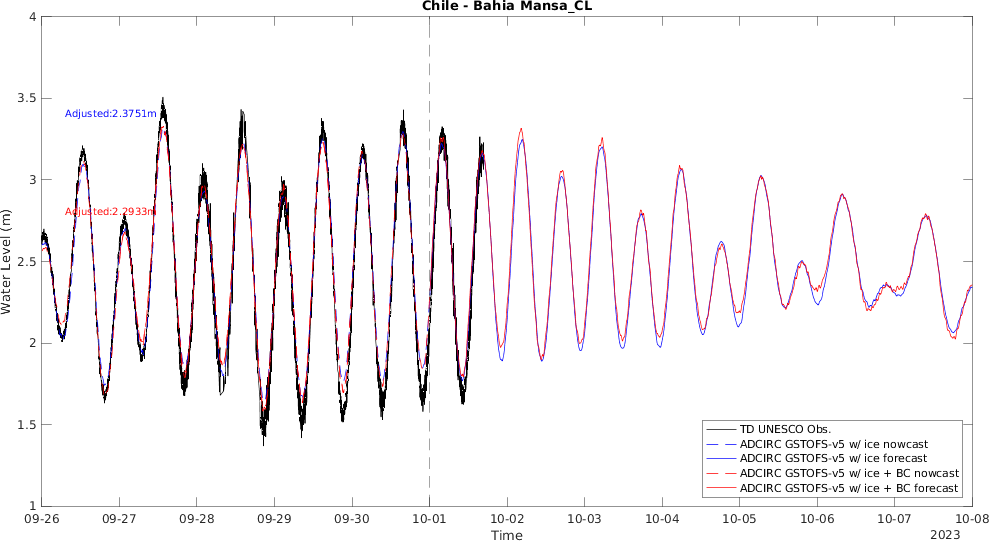 Chile - Bahia Mansa_CL
4
3.5
3
2.5
2
1.5
1
Water Level (m)
Adjusted:2.3751m
Adjusted:2.2933m
TD UNESCO Obs.
ADCIRC GSTOFS-v5 w/ ice nowcast
ADCIRC GSTOFS-v5 w/ ice forecast
ADCIRC GSTOFS-v5 w/ ice + BC nowcast
ADCIRC GSTOFS-v5 w/ ice + BC forecast
09-26 09-27 09-28 09-29 09-30 10-01 10-02 10-03 10-04 10-05 10-06 10-07 10-08
Time
2023